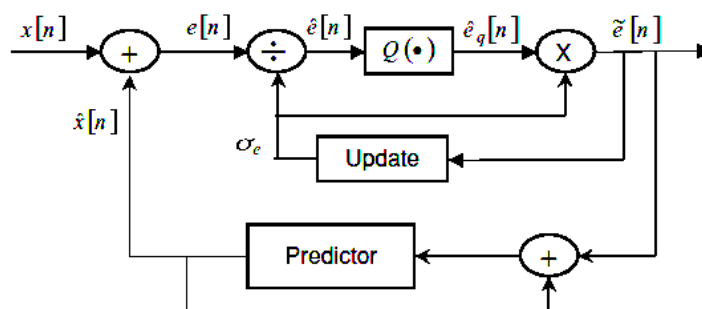 x[n] e[n] ê[n] ê_q[n] ẽ[n]
+ ÷ Q(•) X
x̂[n]
σ_e Update
Predictor +